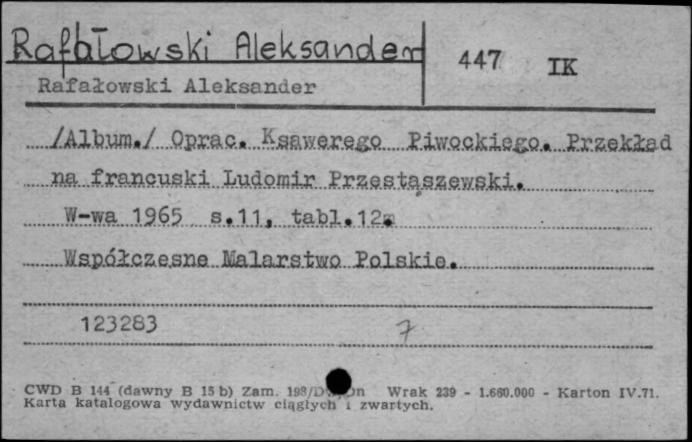 Rafałowski Aleksander
447 IK
Rafałowski Aleksander
/Album./ Oprac. Ksawerego Piwockiego. Przekład
na francuski Ludomir Przestaszewski.
W-wa 1965 s.11, tabl.12.
Współczesne Malarstwo Polskie.
123283 7
CWD B 144 (dawny B 15 b) Zam. Wrak 239 - 1.660.000 - Karton IV.71.
Karta katalogowa wydawnictw ciągłych i zwartych.